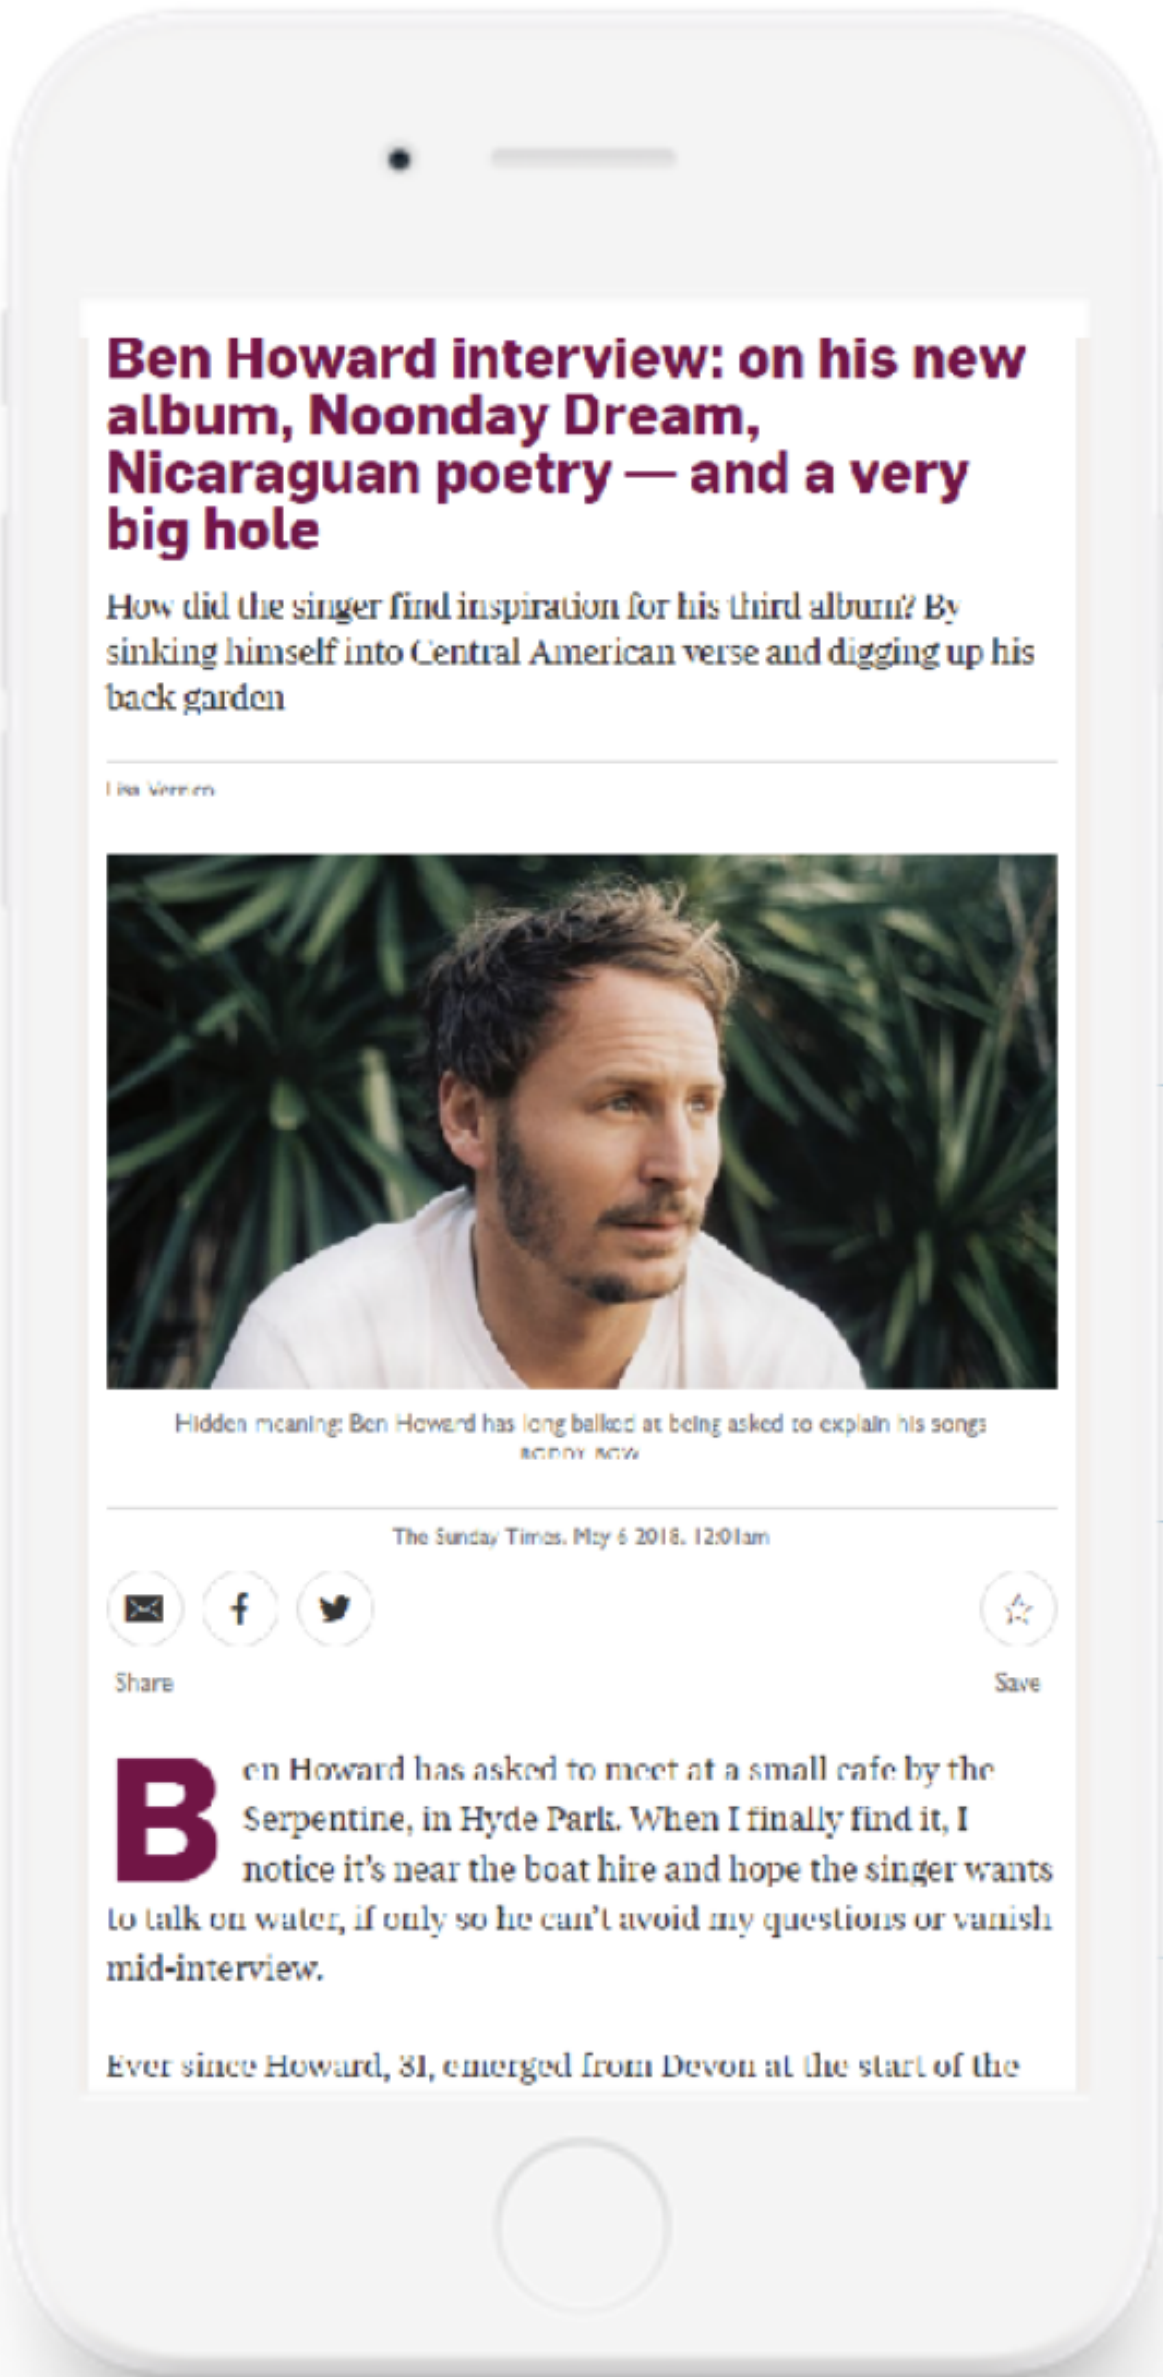 Ben Howard interview: on his new
album, Noonday Dream,
Nicaraguan poetry — and a very
big hole
How did the singer find inspiration for his third album? By
sinking himself into Central American verse and digging up his
back garden
Lisa Verrico
Hidden meaning: Ben Howard has long balked at being asked to explain his songs
RODDY BOW
The Sunday Times, May 6 2018, 12:01am
Share
Save
Ben Howard has asked to meet at a small cafe by the
Serpentine, in Hyde Park. When I finally find it, I
notice it's near the boat hire and hope the singer wants
to talk on water, if only so he can't avoid my questions or vanish
mid-interview.
Ever since Howard, 31, emerged from Devon at the start of the